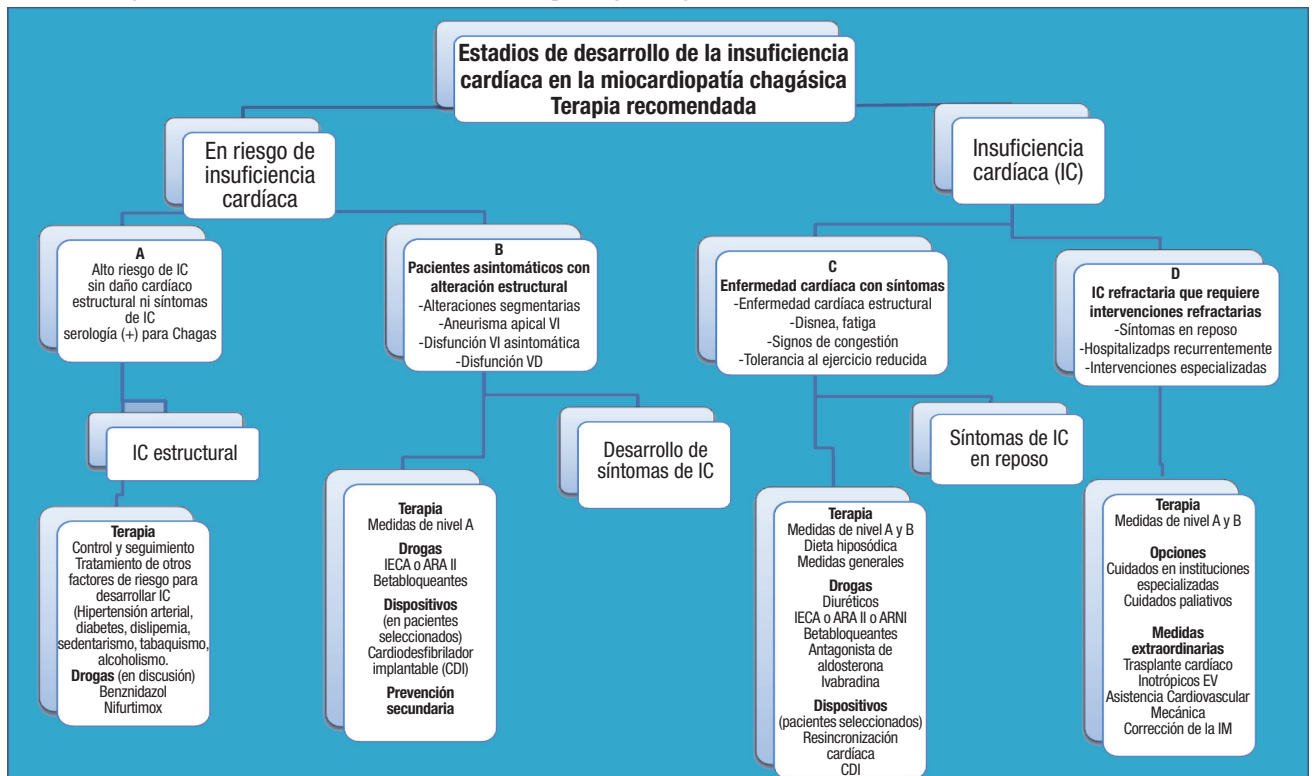 Estadios de desarrollo de la insuficiencia
cardíaca en la miocardiopatía chagásica
Terapia recomendada
En riesgo de
insuficiencia
cardíaca
Insuficiencia
cardíaca (IC)
A
Alto riesgo de IC
sin daño cardíaco
estructural ni síntomas
de IC
serología (+) para Chagas
B
Pacientes asintomáticos con
alteración estructural
-Alteraciones segmentarias
-Aneurisma apical VI
-Disfunción VI asintomática
-Disfunción VD
C
Enfermedad cardíaca con síntomas
-Enfermedad cardíaca estructural
-Disnea, fatiga
-Signos de congestión
-Tolerancia al ejercicio reducida
D
IC refractaria que requiere
intervenciones refractarias
-Síntomas en reposo
-Hospitalizadps recurrentemente
-Intervenciones especializadas
IC estructural
Desarrollo de
síntomas de IC
Síntomas de IC
en reposo
Terapia
Control y seguimiento
Tratamiento de otros
factores de riesgo para
desarrollar IC
(Hipertensión arterial,
diabetes, dislipemia,
sedentarismo, tabaquismo,
alcoholismo.
Drogas (en discusión)
Benznidazol
Nifurtimox
Terapia
Medidas de nivel A
Drogas
IECA o ARA II
Betabloqueantes
Dispositivos
(en pacientes
seleccionados)
Cardiodesfibrilador
implantable (CDI)
Prevención
secundaria
Terapia
Medidas de nivel A y B
Dieta hiposódica
Medidas generales
Drogas
Diuréticos
IECA o ARA II o ARNI
Betabloqueantes
Antagonista de
aldosterona
Ivabradina
Dispositivos
(pacientes seleccionados)
Resincronización
cardíaca
CDI
Terapia
Medidas de nivel A y B
Opciones
Cuidados en instituciones
especializadas
Cuidados paliativos
Medidas
extraordinarias
Trasplante cardíaco
Inotrópicos EV
Asistencia Cardiovascular
Mecánica
Corrección de la IM